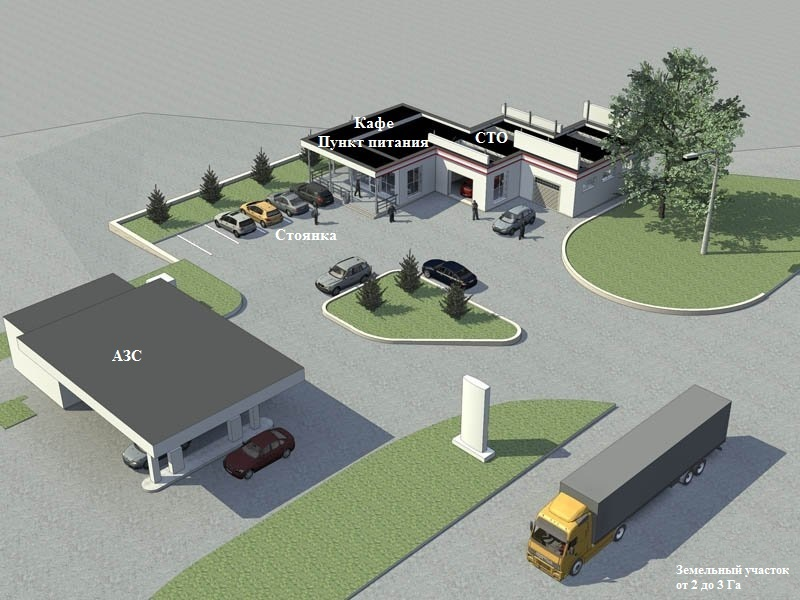 Кафе
Пункт питания
СТО
Стоянка
АЗС
Земельный участок
от 2 до 3 Га